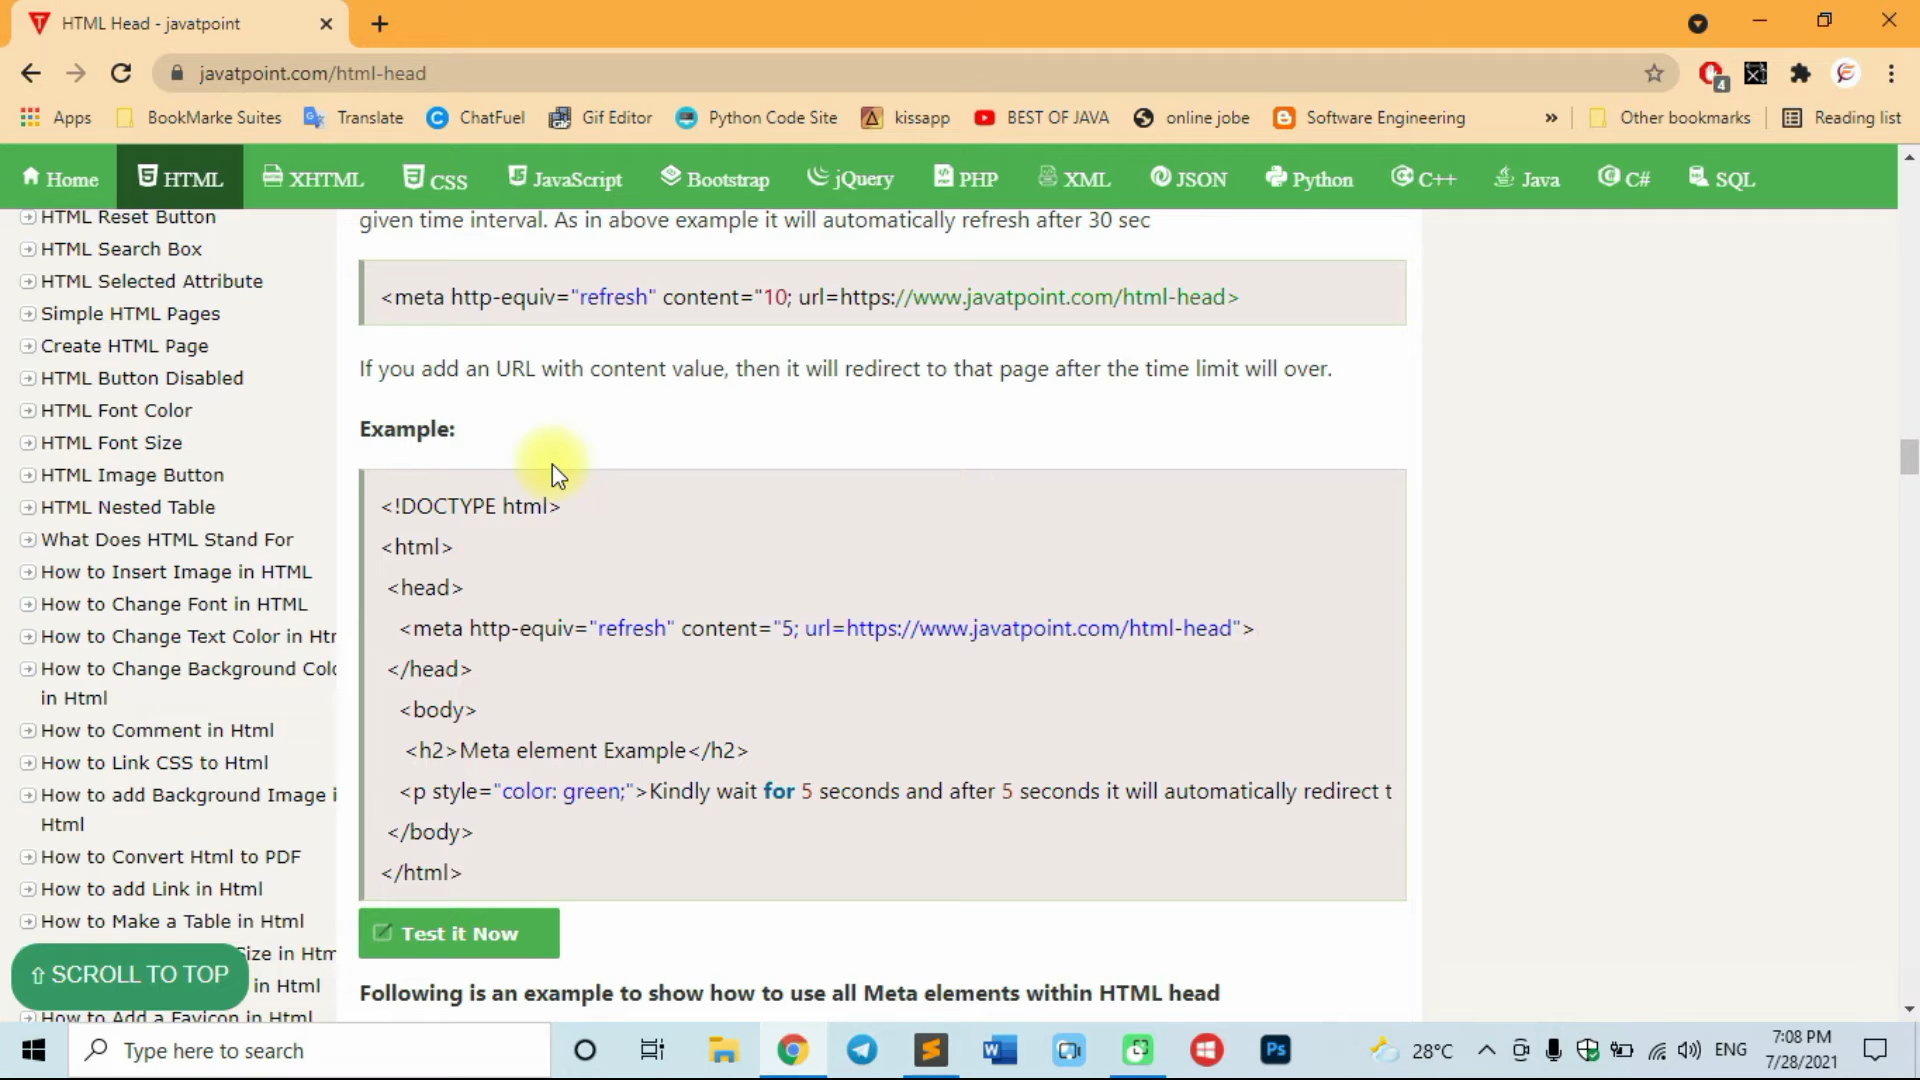 HTML Head - javatpoint
javatpoint.com/html-head
4
Apps
BookMarke Suites
Translate
ChatFuel
Gif Editor
Python Code Site
kissapp
BEST OF JAVA
online jobe
Software Engineering
»
Other bookmarks
Reading list
Home
HTML
XHTML
CSS
JavaScript
Bootstrap
jQuery
PHP
XML
JSON
Python
C++
Java
C#
SQL
HTML Reset Button
HTML Search Box
HTML Selected Attribute
Simple HTML Pages
Create HTML Page
HTML Button Disabled
HTML Font Color
HTML Font Size
HTML Image Button
HTML Nested Table
What Does HTML Stand For
How to Insert Image in HTML
How to Change Font in HTML
How to Change Text Color in Htr
How to Change Background Colo
in Html
How to Comment in Html
How to Link CSS to Html
How to add Background Image i
Html
How to Convert Html to PDF
How to add Link in Html
How to Make a Table in Html
Size in Htm
in Html
How to Add a Favicon in Html
⇧ SCROLL TO TOP
given time interval. As in above example it will automatically refresh after 30 sec
<meta http-equiv="refresh" content="10; url=https://www.javatpoint.com/html-head>
If you add an URL with content value, then it will redirect to that page after the time limit will over.
Example:
<!DOCTYPE html>
<html>
<head>
<meta http-equiv="refresh" content="5; url=https://www.javatpoint.com/html-head">
</head>
<body>
<h2>Meta element Example</h2>
<p style="color: green;">Kindly wait for 5 seconds and after 5 seconds it will automatically redirect t
</body>
</html>
Test it Now
Following is an example to show how to use all Meta elements within HTML head
Type here to search
28°C
ENG
7:08 PM
7/28/2021